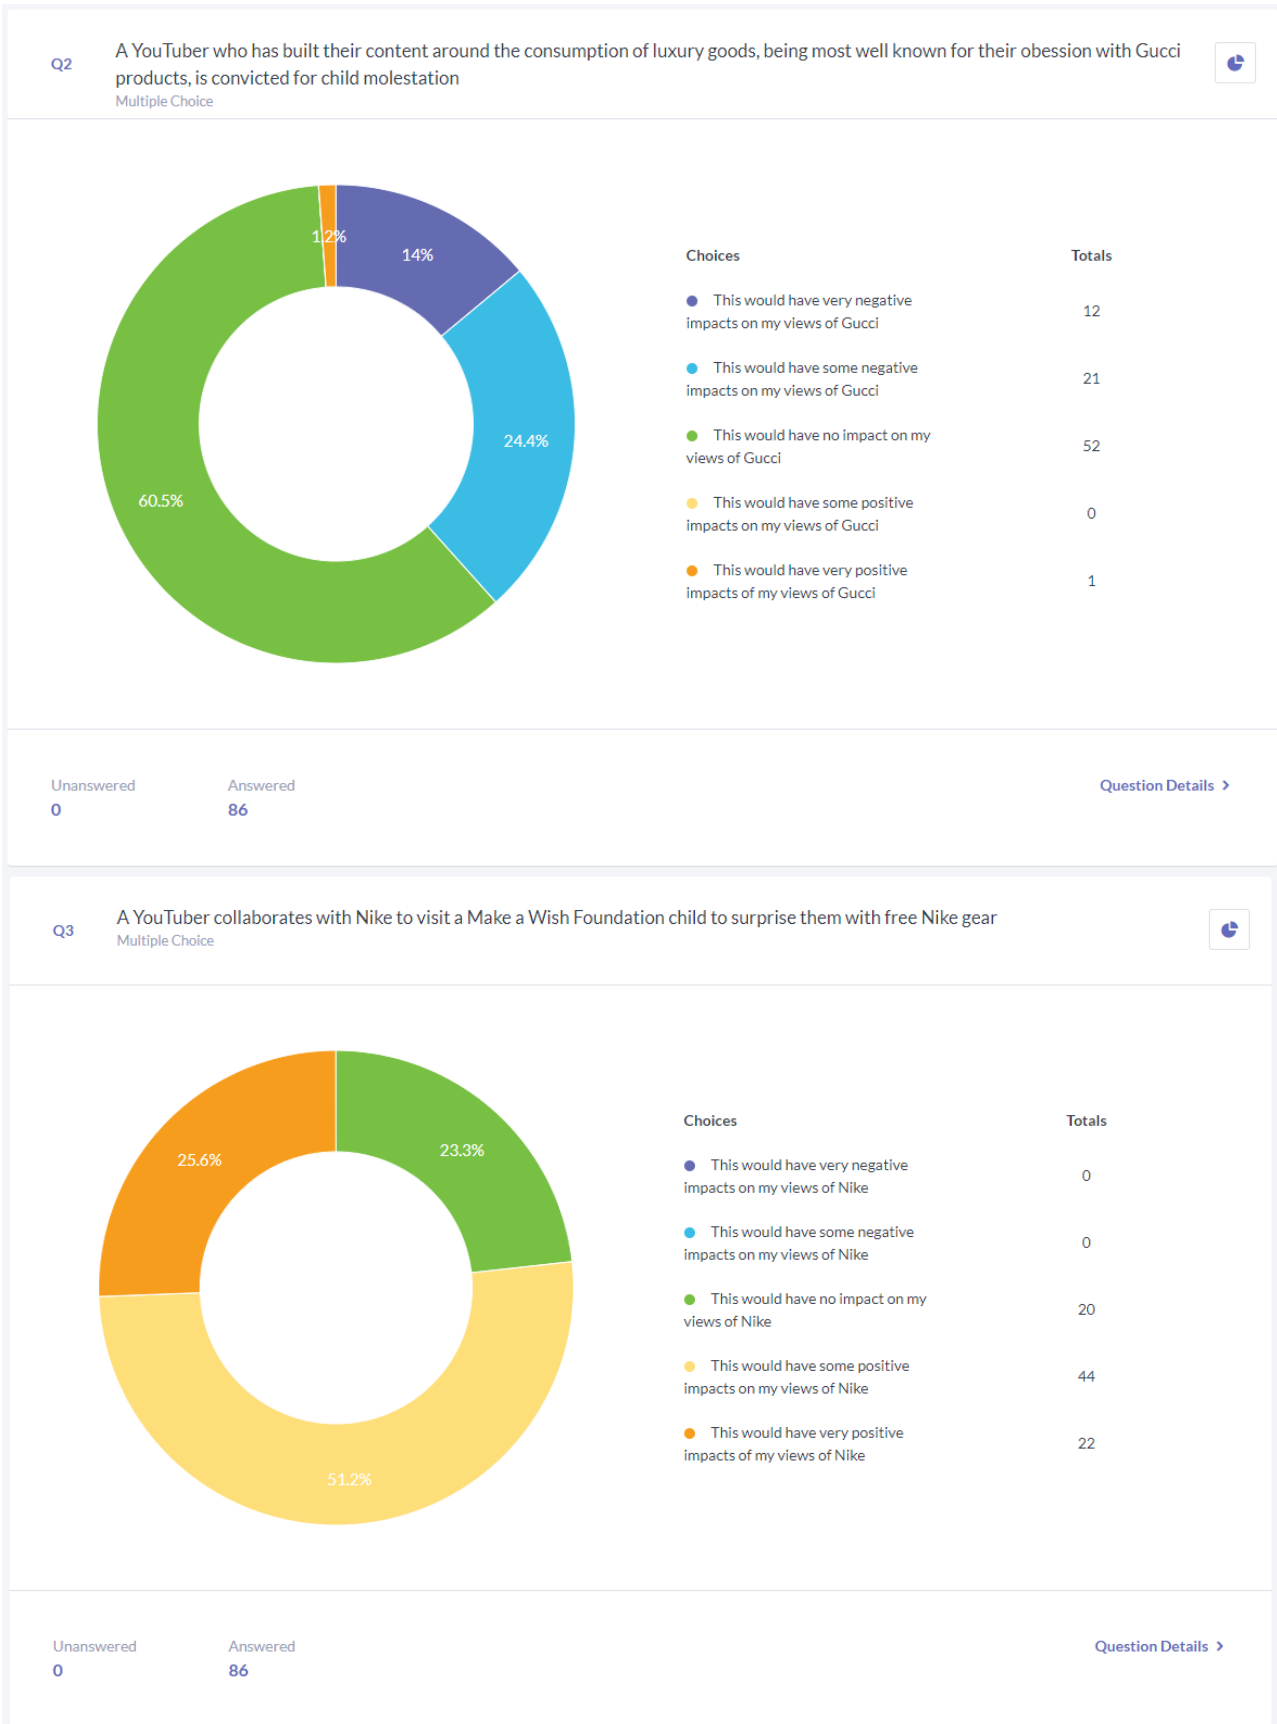 Q2
A YouTuber who has built their content around the consumption of luxury goods, being most well known for their obession with Gucci
products, is convicted for child molestation
Multiple Choice
1.2%
14%
24.4%
60.5%
Choices Totals
This would have very negative
impacts on my views of Gucci
12
This would have some negative
impacts on my views of Gucci
21
This would have no impact on my
views of Gucci
52
This would have some positive
impacts on my views of Gucci
0
This would have very positive
impacts of my views of Gucci
1
Unanswered Answered
0 86
Question Details >
Q3
A YouTuber collaborates with Nike to visit a Make a Wish Foundation child to surprise them with free Nike gear
Multiple Choice
25.6%
23.3%
51.2%
Choices Totals
This would have very negative
impacts on my views of Nike
0
This would have some negative
impacts on my views of Nike
0
This would have no impact on my
views of Nike
20
This would have some positive
impacts on my views of Nike
44
This would have very positive
impacts of my views of Nike
22
Unanswered Answered
0 86
Question Details >